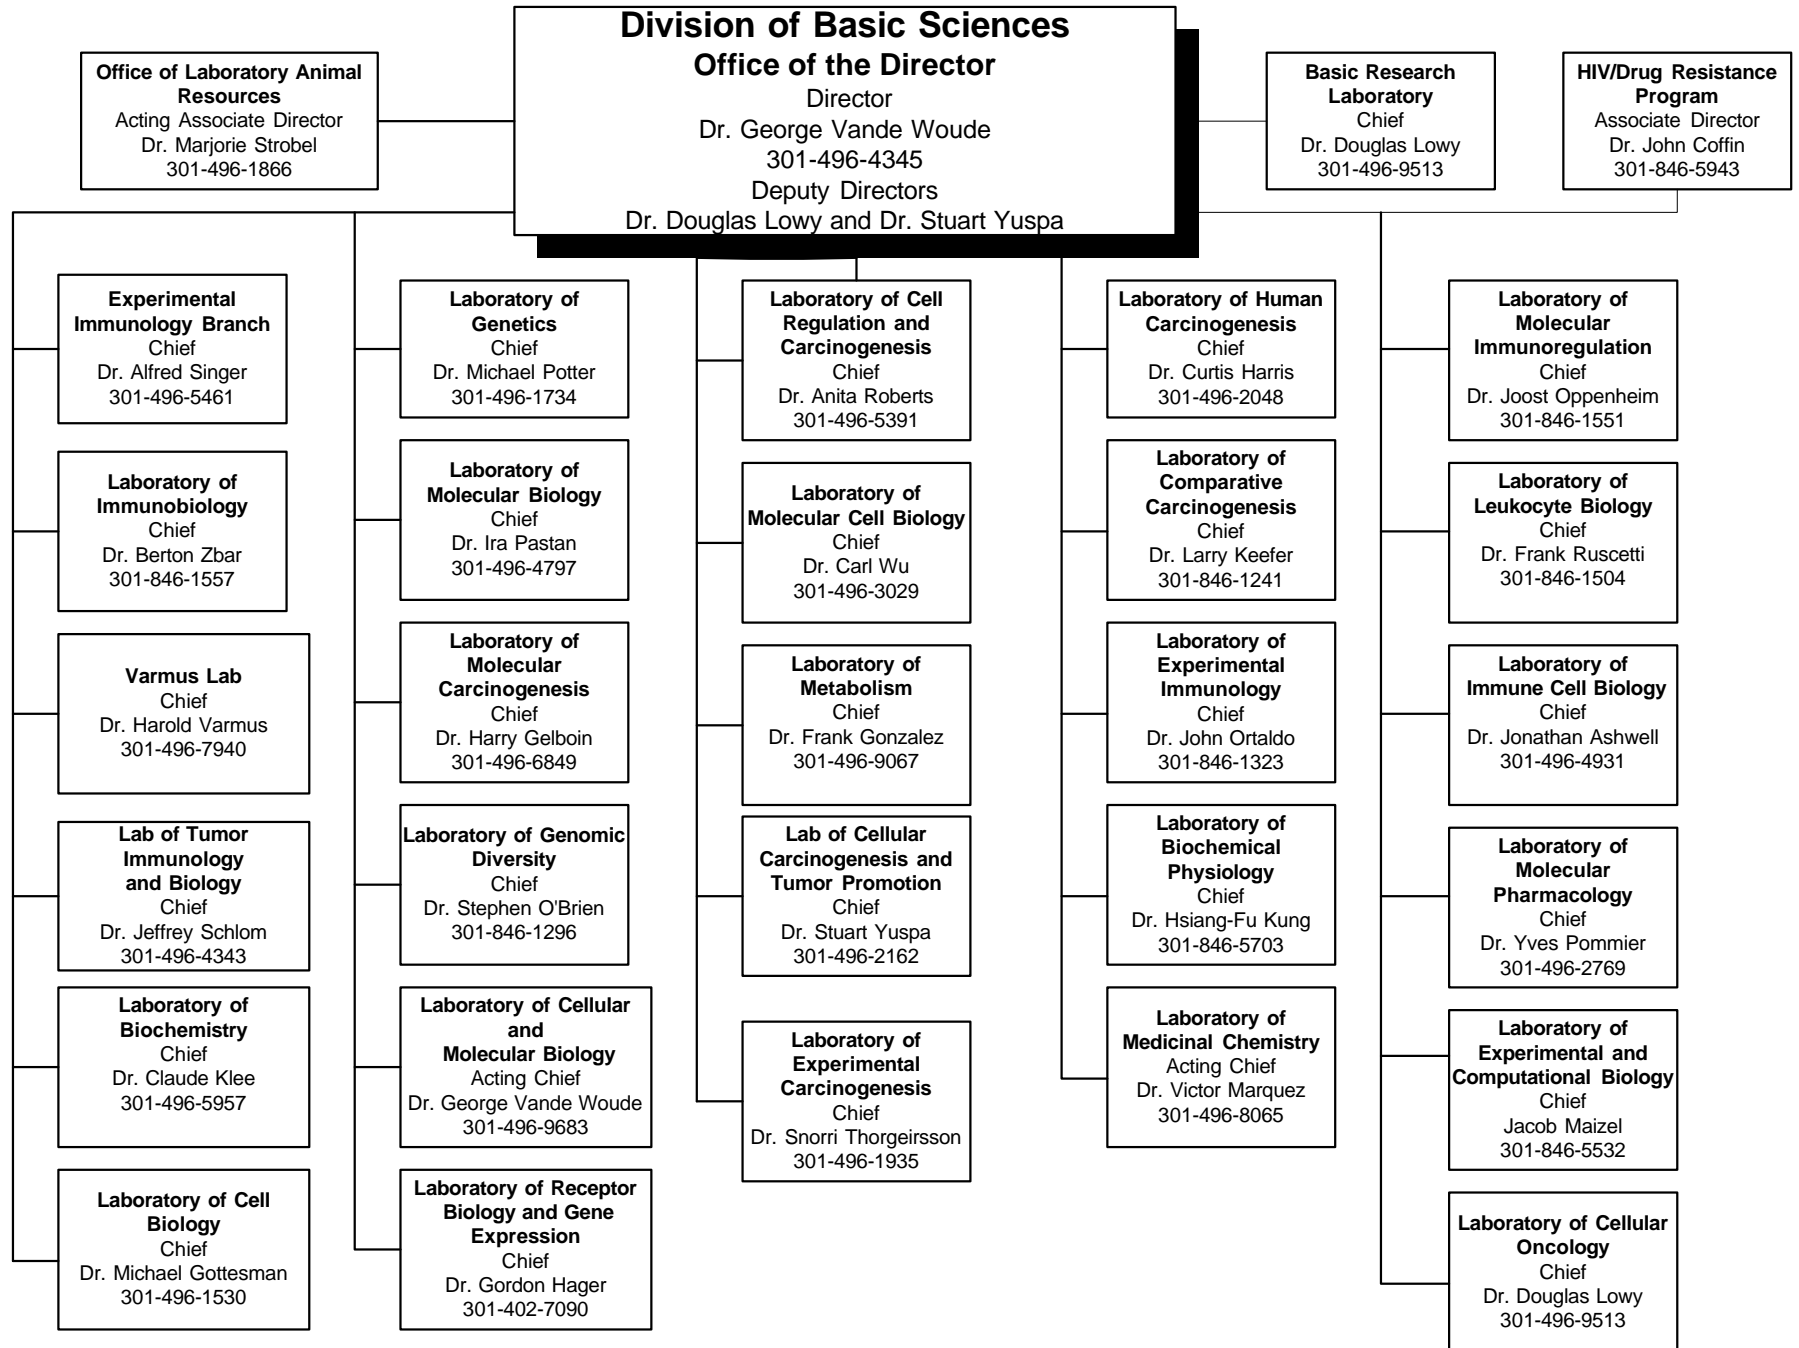 Division of Basic Sciences
Office of the Director
Director
Dr. George Vande Woude
301-496-4345
Deputy Directors
Dr. Douglas Lowy and Dr. Stuart Yuspa
Office of Laboratory Animal
Resources
Acting Associate Director
Dr. Marjorie Strobel
301-496-1866
Basic Research
Laboratory
Chief
Dr. Douglas Lowy
301-496-9513
HIV/Drug Resistance
Program
Associate Director
Dr. John Coffin
301-846-5943
Experimental
Immunology Branch
Chief
Dr. Alfred Singer
301-496-5461
Laboratory of
Immunobiology
Chief
Dr. Berton Zbar
301-846-1557
Varmus Lab
Chief
Dr. Harold Varmus
301-496-7940
Lab of Tumor
Immunology
and Biology
Chief
Dr. Jeffrey Schlom
301-496-4343
Laboratory of
Biochemistry
Chief
Dr. Claude Klee
301-496-5957
Laboratory of Cell
Biology
Chief
Dr. Michael Gottesman
301-496-1530
Laboratory of
Genetics
Chief
Dr. Michael Potter
301-496-1734
Laboratory of
Molecular Biology
Chief
Dr. Ira Pastan
301-496-4797
Laboratory of
Molecular
Carcinogenesis
Chief
Dr. Harry Gelboin
301-496-6849
Laboratory of Genomic
Diversity
Chief
Dr. Stephen O'Brien
301-846-1296
Laboratory of Cellular
and
Molecular Biology
Acting Chief
Dr. George Vande Woude
301-496-9683
Laboratory of Receptor
Biology and Gene
Expression
Chief
Dr. Gordon Hager
301-402-7090
Laboratory of Cell
Regulation and
Carcinogenesis
Chief
Dr. Anita Roberts
301-496-5391
Laboratory of
Molecular Cell Biology
Chief
Dr. Carl Wu
301-496-3029
Laboratory of
Metabolism
Chief
Dr. Frank Gonzalez
301-496-9067
Lab of Cellular
Carcinogenesis and
Tumor Promotion
Chief
Dr. Stuart Yuspa
301-496-2162
Laboratory of
Experimental
Carcinogenesis
Chief
Dr. Snorri Thorgeirsson
301-496-1935
Laboratory of Human
Carcinogenesis
Chief
Dr. Curtis Harris
301-496-2048
Laboratory of
Comparative
Carcinogenesis
Chief
Dr. Larry Keefer
301-846-1241
Laboratory of
Experimental
Immunology
Chief
Dr. John Ortaldo
301-846-1323
Laboratory of
Biochemical
Physiology
Chief
Dr. Hsiang-Fu Kung
301-846-5703
Laboratory of
Medicinal Chemistry
Acting Chief
Dr. Victor Marquez
301-496-8065
Laboratory of
Molecular
Immunoregulation
Chief
Dr. Joost Oppenheim
301-846-1551
Laboratory of
Leukocyte Biology
Chief
Dr. Frank Ruscetti
301-846-1504
Laboratory of
Immune Cell Biology
Chief
Dr. Jonathan Ashwell
301-496-4931
Laboratory of
Molecular
Pharmacology
Chief
Dr. Yves Pommier
301-496-2769
Laboratory of
Experimental and
Computational Biology
Chief
Jacob Maizel
301-846-5532
Laboratory of Cellular
Oncology
Chief
Dr. Douglas Lowy
301-496-9513